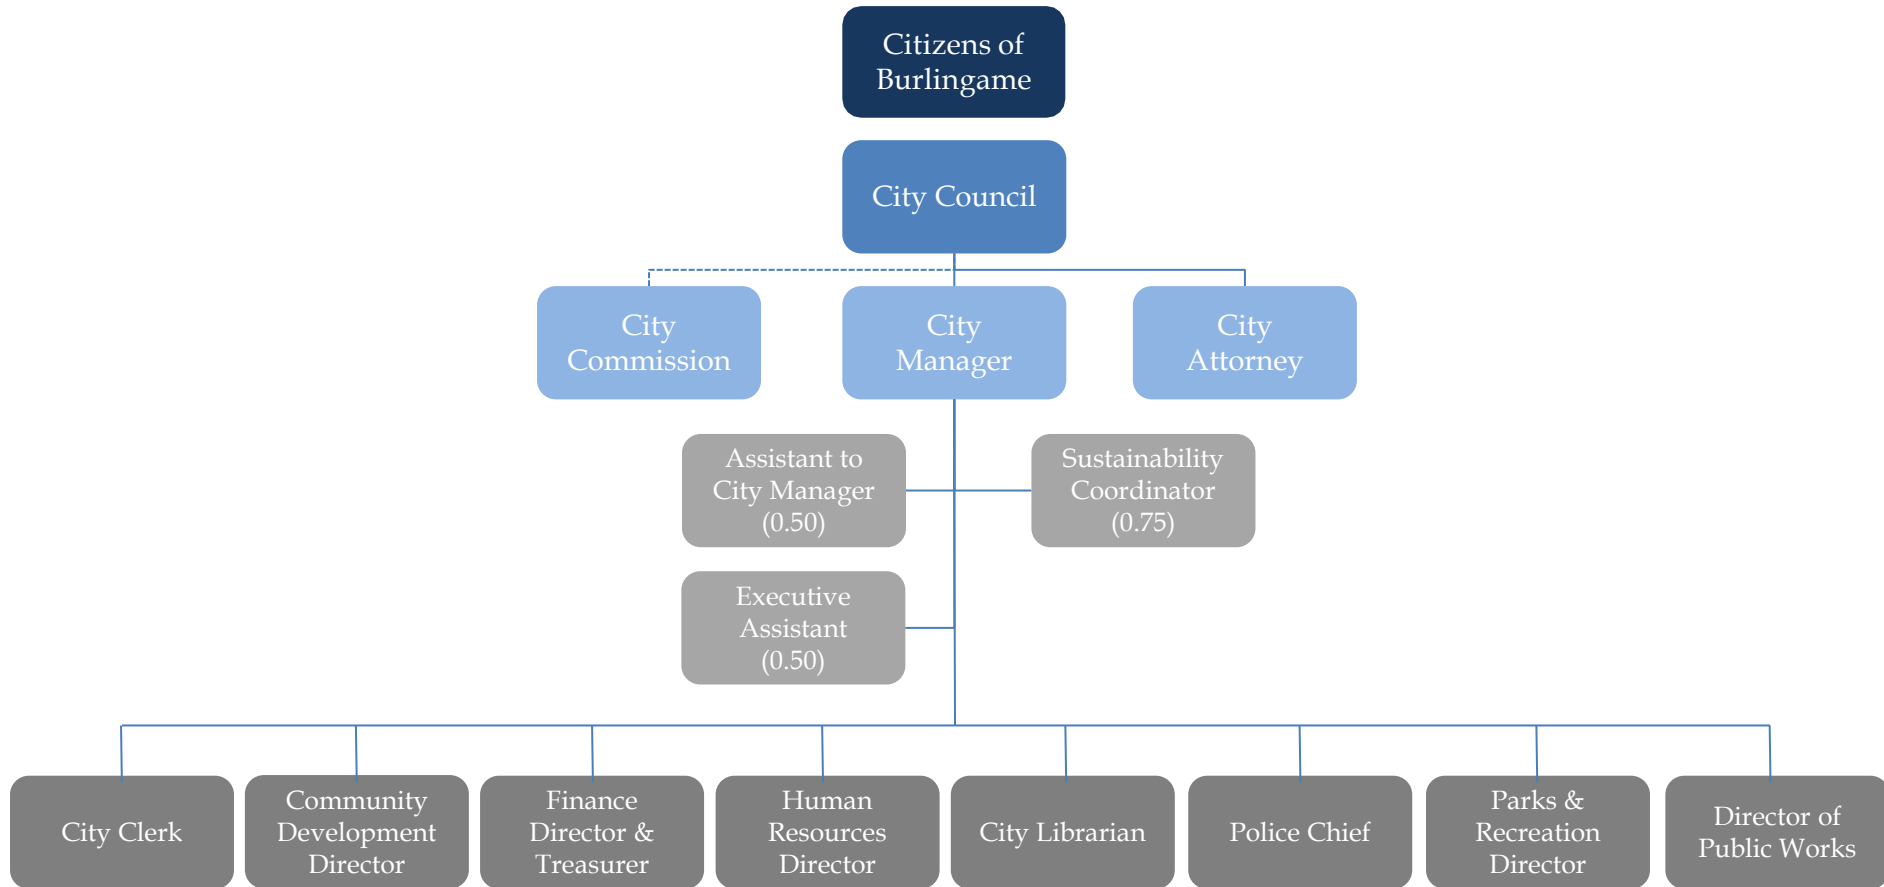 Citizens of
Burlingame
City Council
City
Commission
City
Manager
City
Attorney
Assistant to
City Manager
(0.50)
Sustainability
Coordinator
(0.75)
Executive
Assistant
(0.50)
City Clerk
Community
Development
Director
Finance
Director &
Treasurer
Human
Resources
Director
City Librarian
Police Chief
Parks &
Recreation
Director
Director of
Public Works